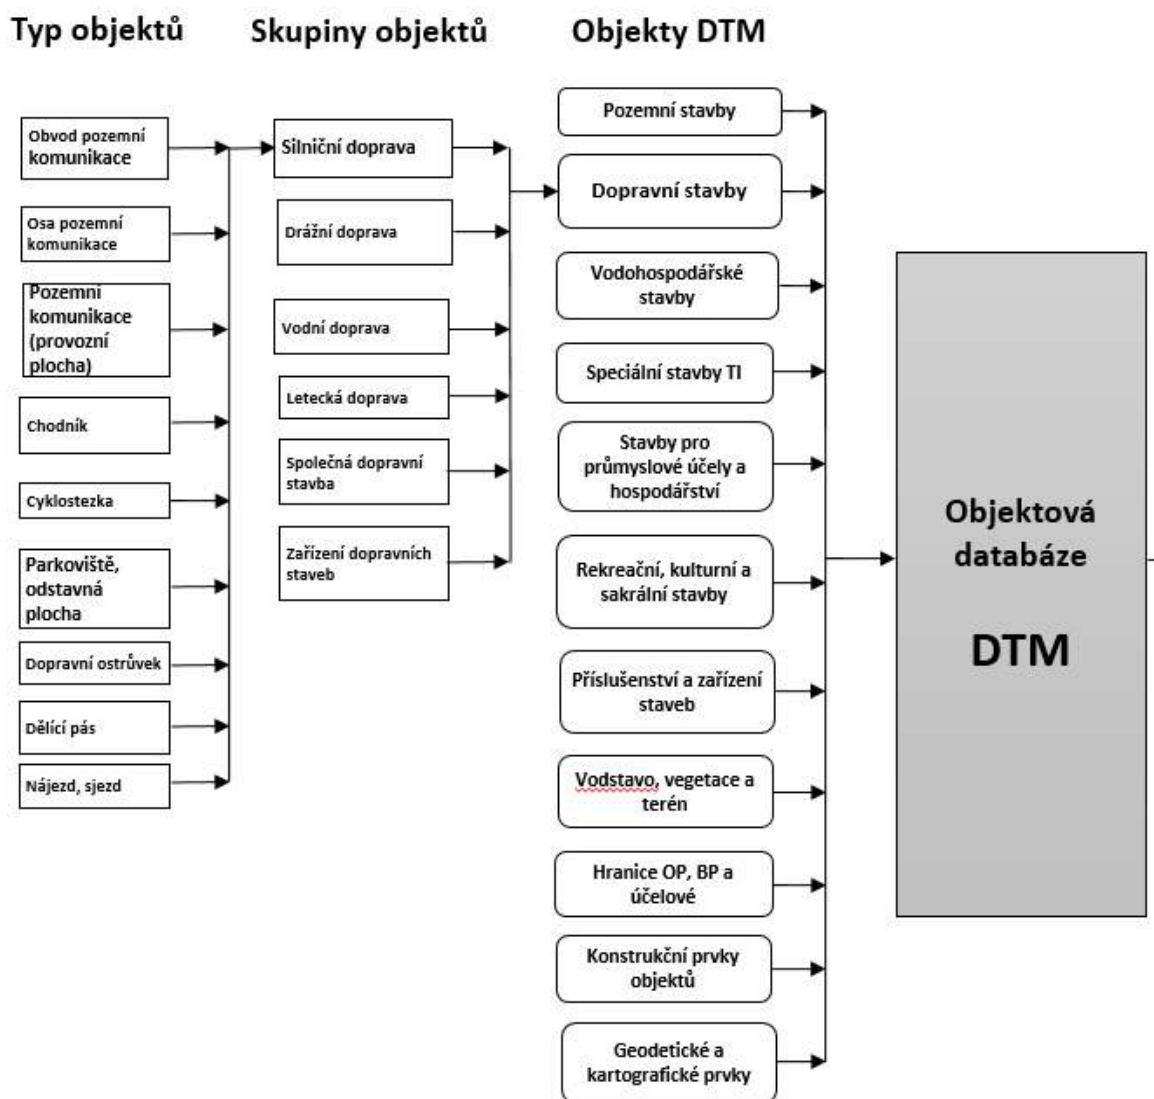 Typ objektů
Skupiny objektů
Objekty DTM
Obvod pozemní
komunikace
Osa pozemní
komunikace
Pozemni
komunikace
(provozní
plocha)
Chodník
Cyklostezka
Parkoviště,
odstavná
plocha
Dopravní ostrůvek
Dělící pás
Nájezd, sjezd
Silniční doprava
Drážní doprava
Vodní doprava
Letecká doprava
Společná dopravní
stavba
Zařízení dopravních
staveb
Pozemní stavby
Dopravní stavby
Vodohospodářské
stavby
Speciální stavby TI
Stavby pro
průmyslové účely a
hospodářství
Rekreační, kulturní a
sakrální stavby
Příslušenství a zařízení
staveb
Vodstavo, vegetace a
terén
Hranice OP, BP a
účelové
Konstrukční prvky
objektů
Geodetické a
kartografické prvky
Objektová
databáze
DTM